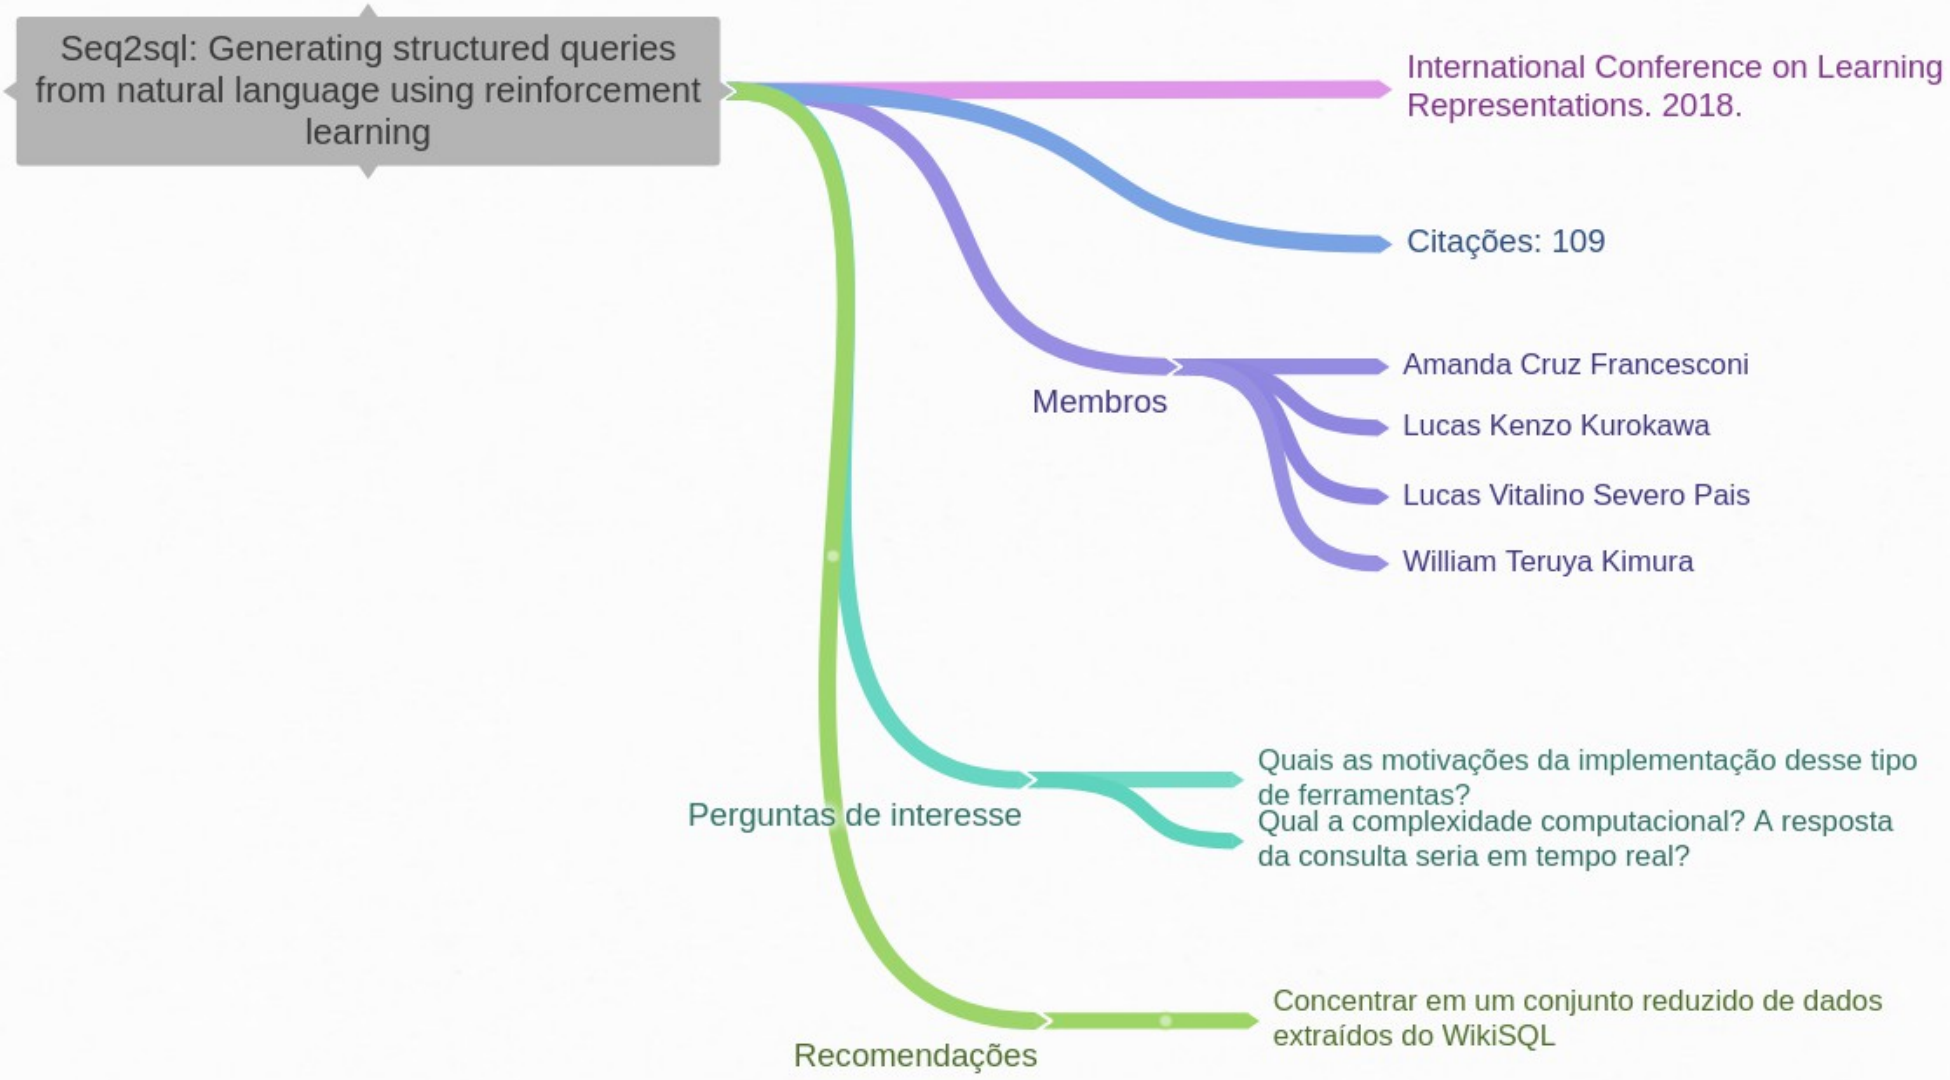 Seq2sql: Generating structured queries
from natural language using reinforcement
learning
International Conference on Learning
Representations. 2018.
Citações: 109
Membros
Amanda Cruz Francesconi
Lucas Kenzo Kurokawa
Lucas Vitalino Severo Pais
William Teruya Kimura
Perguntas de interesse
Quais as motivações da implementação desse tipo
de ferramentas?
Qual a complexidade computacional? A resposta
da consulta seria em tempo real?
Recomendações
Concentrar em um conjunto reduzido de dados
extraídos do WikiSQL